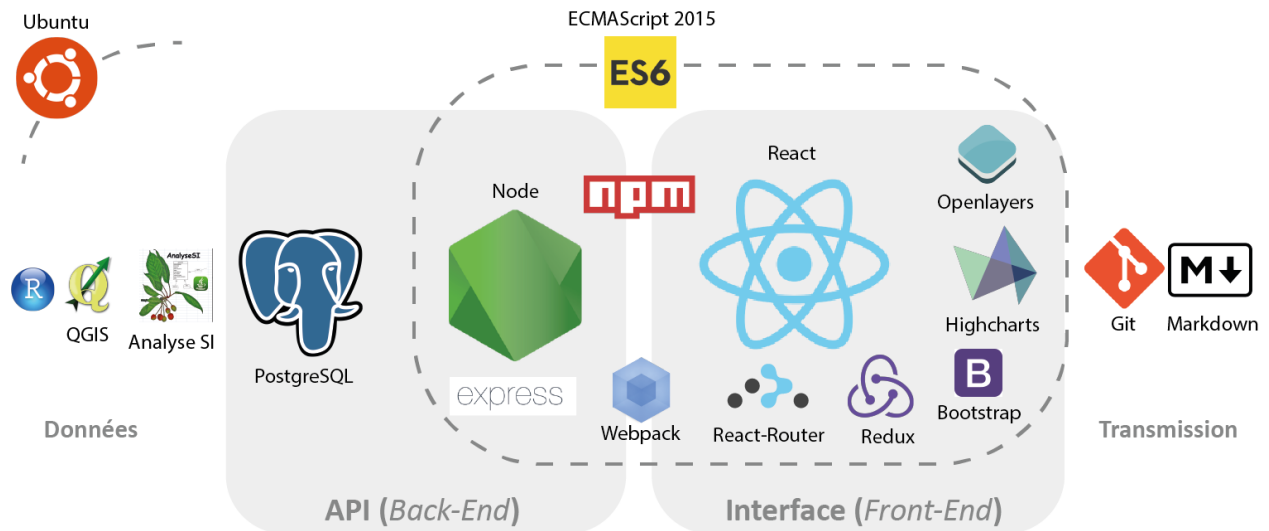 Ubuntu
ECMAScript 2015
ES6
React
Node
npm
Openlayers
AnalyseSI
R
QGIS
Analyse SI
PostgreSQL
Highcharts
M
Git
Markdown
express
Webpack
React-Router
Redux
B
Bootstrap
Données
Transmission
API (Back-End)
Interface (Front-End)